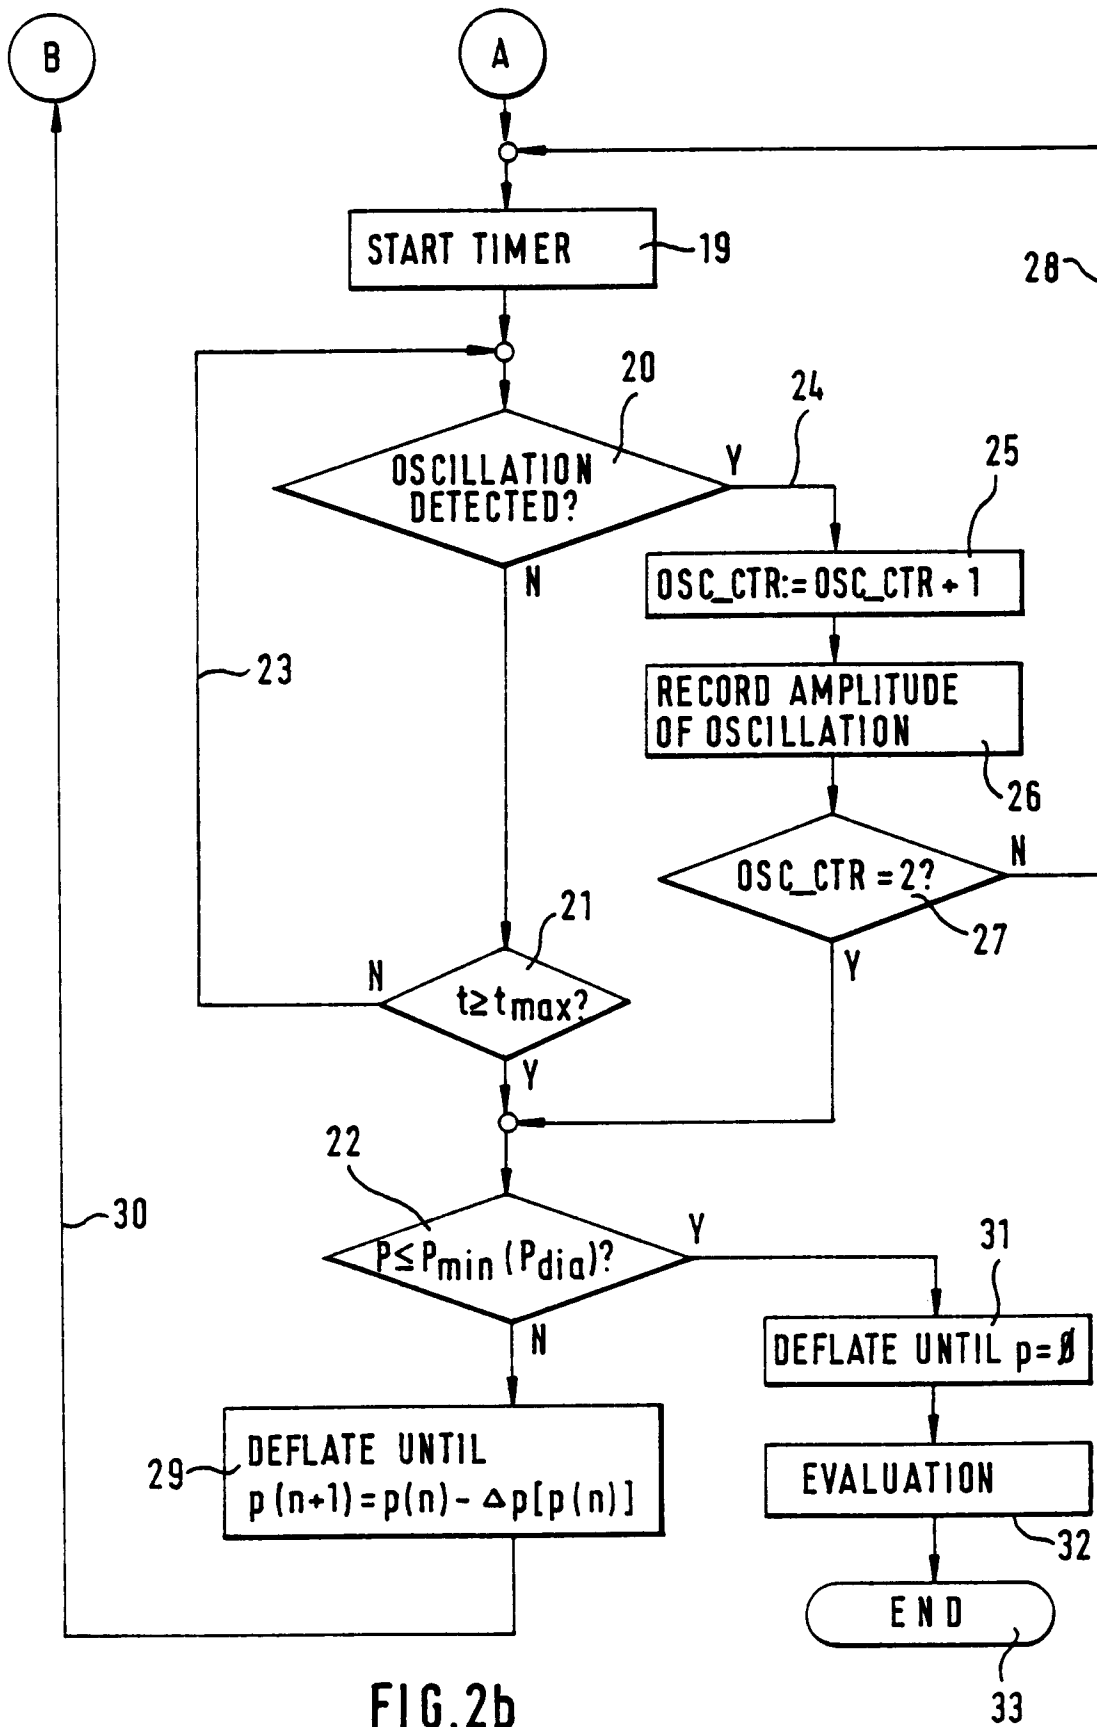 B
A
START TIMER
19
28
20
24
OSCILLATION
DETECTED?
Y
N
25
OSC_CTR:=OSC_CTR+1
23
RECORD AMPLITUDE
OF OSCILLATION
26
OSC_CTR=2?
N
27
Y
21
N
t≥tmax?
Y
22
P≤Pmin(Pdia)?
Y
N
30
31
DEFLATE UNTIL p=Ø
29
DEFLATE UNTIL
p(n+1)=p(n)-Δp[p(n)]
EVALUATION
32
END
33
FIG.2b